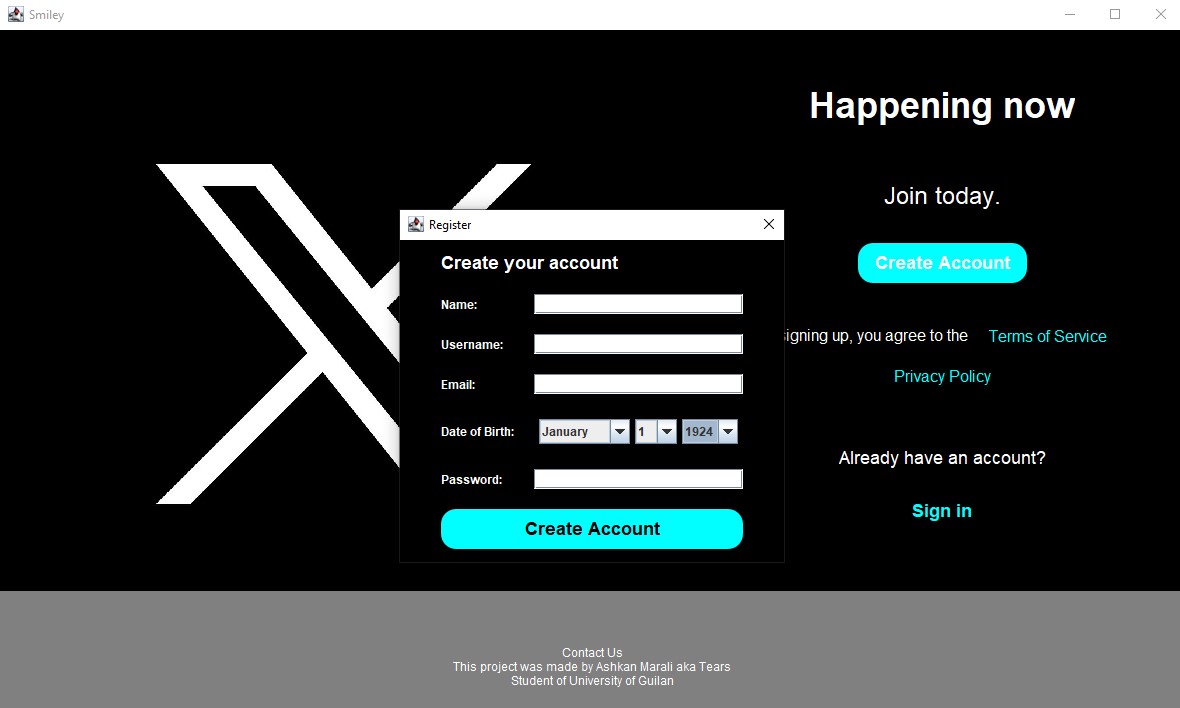 Smiley
Happening now
Join today.
Create Account
signing up, you agree to the Terms of Service
Privacy Policy
Already have an account?
Sign in
Register
Create your account
Name:
Username:
Email:
Date of Birth: January 1 1924
Password:
Create Account
Contact Us
This project was made by Ashkan Marali aka Tears
Student of University of Guilan